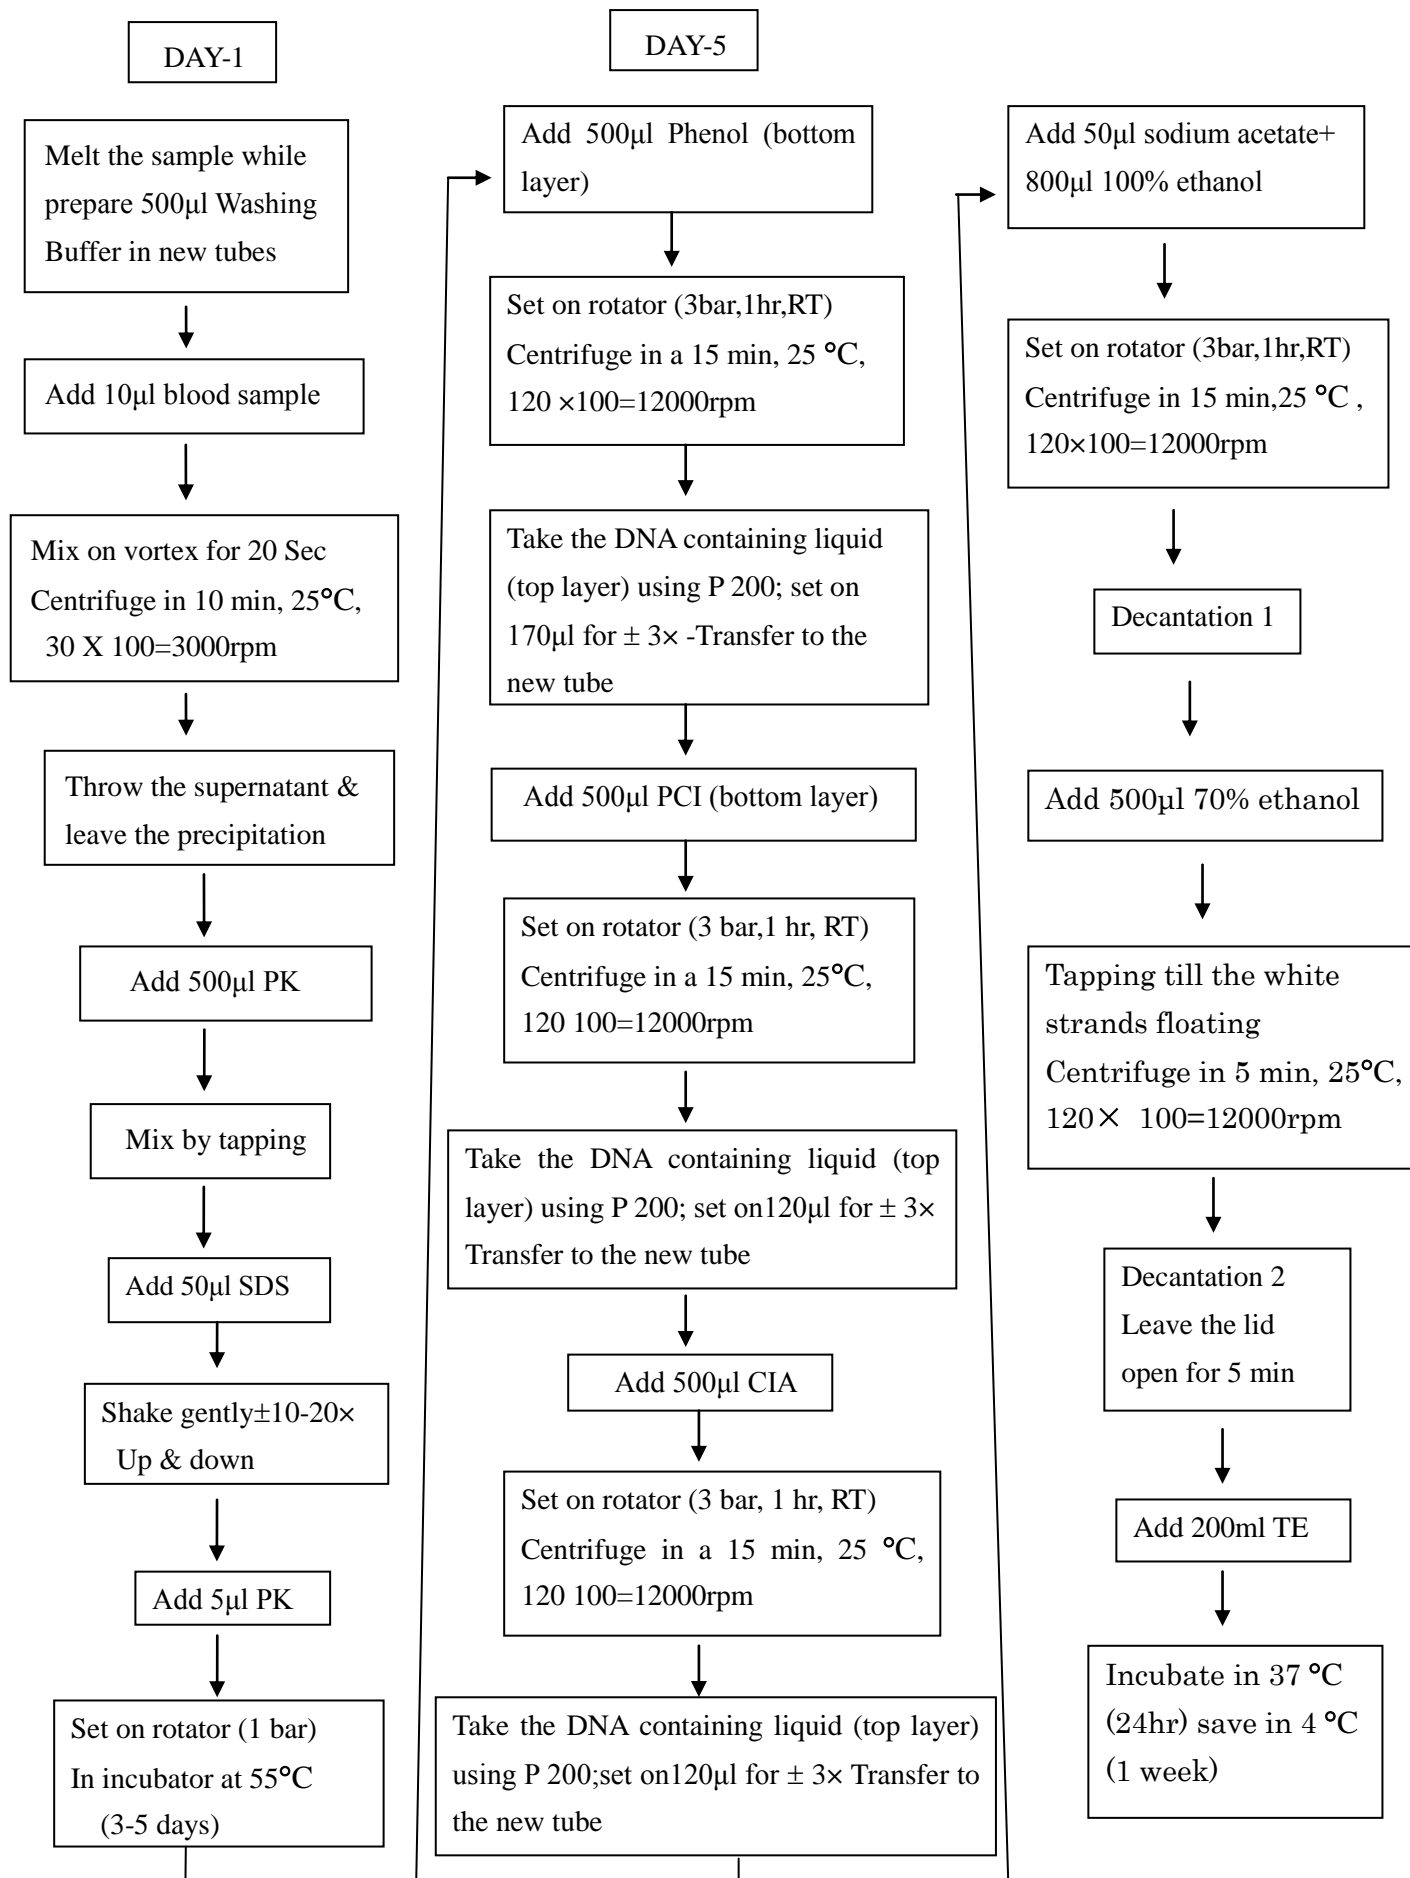 DAY-1
Melt the sample while
prepare 500μl Washing
Buffer in new tubes
Add 10μl blood sample
Mix on vortex for 20 Sec
Centrifuge in 10 min, 25℃,
30 X 100=3000rpm
Throw the supernatant &
leave the precipitation
Add 500μl PK
Mix by tapping
Add 50μl SDS
Shake gently±10-20×
Up & down
Add 5μl PK
Set on rotator (1 bar)
In incubator at 55℃
(3-5 days)
DAY-5
Add 500μl Phenol (bottom
layer)
Set on rotator (3bar,1hr,RT)
Centrifuge in a 15 min, 25 ℃,
120 ×100=12000rpm
Take the DNA containing liquid
(top layer) using P 200; set on
170μl for ± 3× -Transfer to the
new tube
Add 500μl PCI (bottom layer)
Set on rotator (3 bar,1 hr, RT)
Centrifuge in a 15 min, 25℃,
120 100=12000rpm
Take the DNA containing liquid (top
layer) using P 200; set on120μl for ± 3×
Transfer to the new tube
Add 500μl CIA
Set on rotator (3 bar, 1 hr, RT)
Centrifuge in a 15 min, 25 ℃,
120 100=12000rpm
Take the DNA containing liquid (top layer)
using P 200;set on120μl for ± 3× Transfer to
the new tube
Add 50μl sodium acetate+
800μl 100% ethanol
Set on rotator (3bar,1hr,RT)
Centrifuge in 15 min,25 ℃ ,
120×100=12000rpm
Decantation 1
Add 500μl 70% ethanol
Tapping till the white
strands floating
Centrifuge in 5 min, 25℃,
120× 100=12000rpm
Decantation 2
Leave the lid
open for 5 min
Add 200ml TE
Incubate in 37 ℃
(24hr) save in 4 ℃
(1 week)